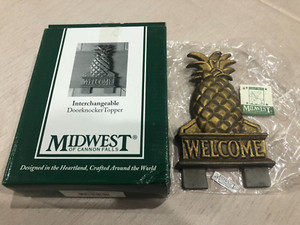 Interchangeable
Doorknocker Topper
MIDWEST®
OF CANNON FALLS
Designed in the Heartland, Crafted Around the World
WELCOME